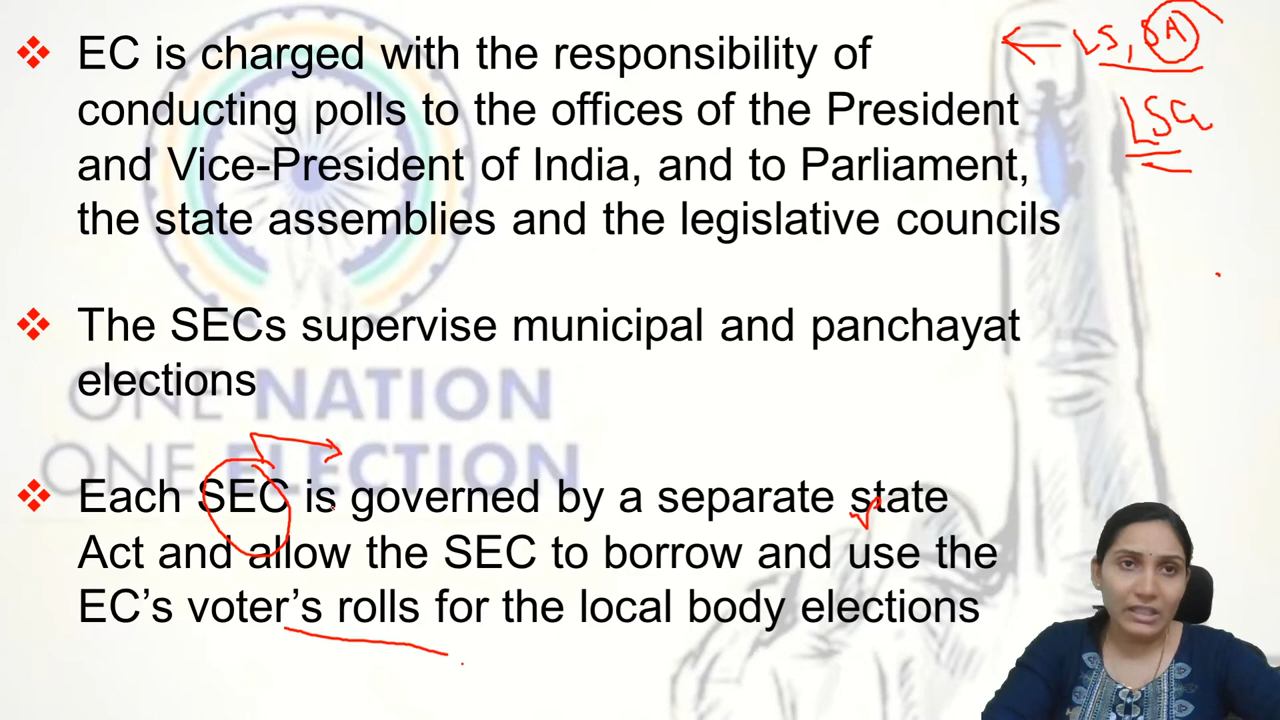 EC is charged with the responsibility of
LS, SA
conducting polls to the offices of the President
LSG
and Vice-President of India, and to Parliament,
the state assemblies and the legislative councils
The SECs supervise municipal and panchayat
elections
ONE NATION
ONE ELECTION
Each SEC is governed by a separate state
Act and allow the SEC to borrow and use the
EC’s voter’s rolls for the local body elections